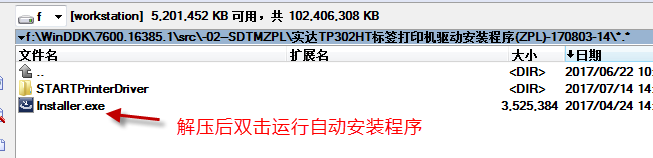 f [workstation] 5,201,452 KB 可用，共 102,406,308 KB
f:\WinDDK\7600.16385.1\src\-02--SDTMZPL\实达TP302HT标签打印机驱动安装程序(ZPL)-170803-14\*.*
文件名 扩展名 大小 日期
.. <DIR> 2017/06/22 10:
STARTPrinterDriver <DIR> 2017/07/14 14:
Installer.exe 3,525,384 2017/04/24 14:
解压后双击运行自动安装程序